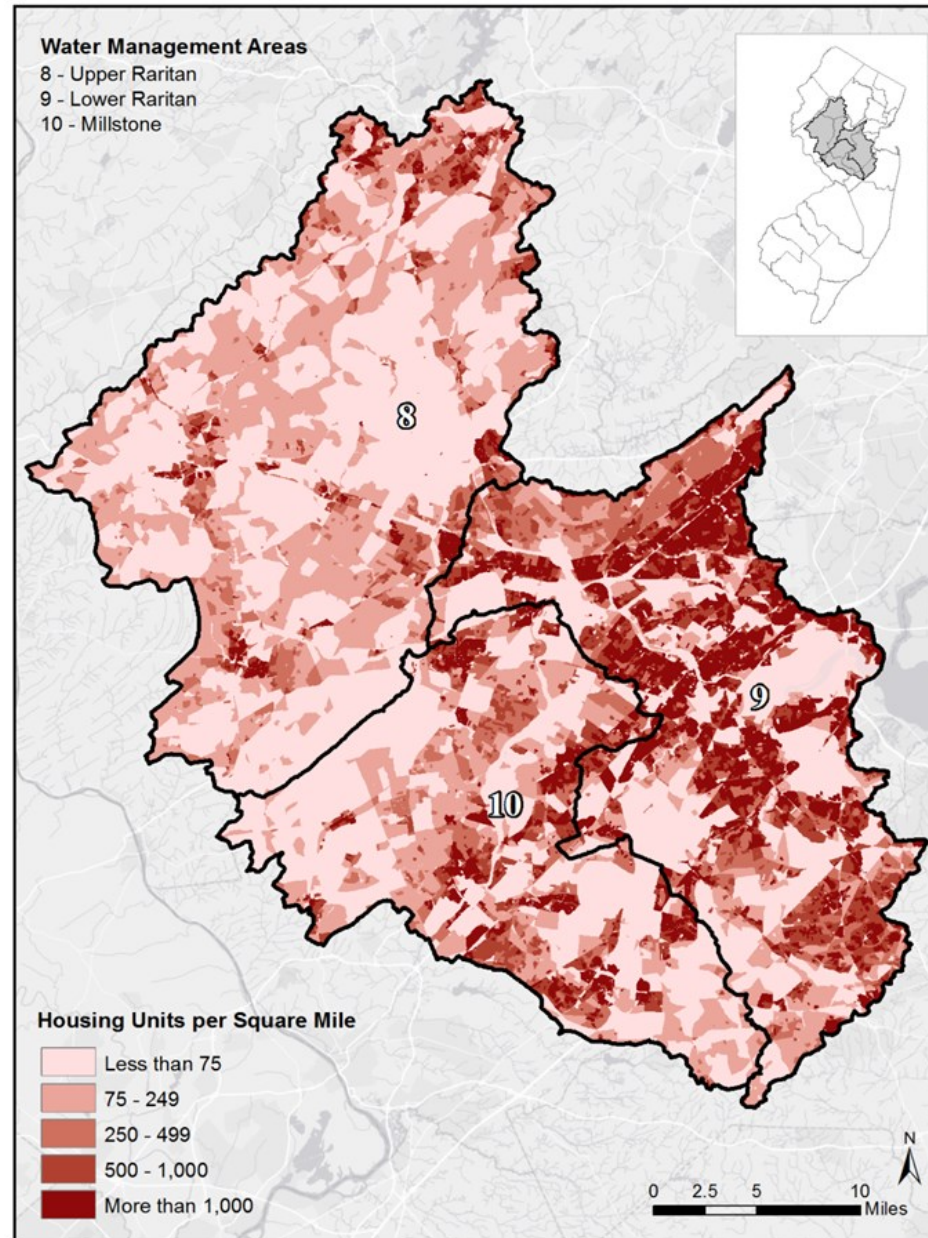 Water Management Areas
8 - Upper Raritan
9 - Lower Raritan
10 - Millstone
8
9
10
Housing Units per Square Mile
Less than 75
75 - 249
250 - 499
500 - 1,000
More than 1,000
N
0 2.5 5 10
Miles